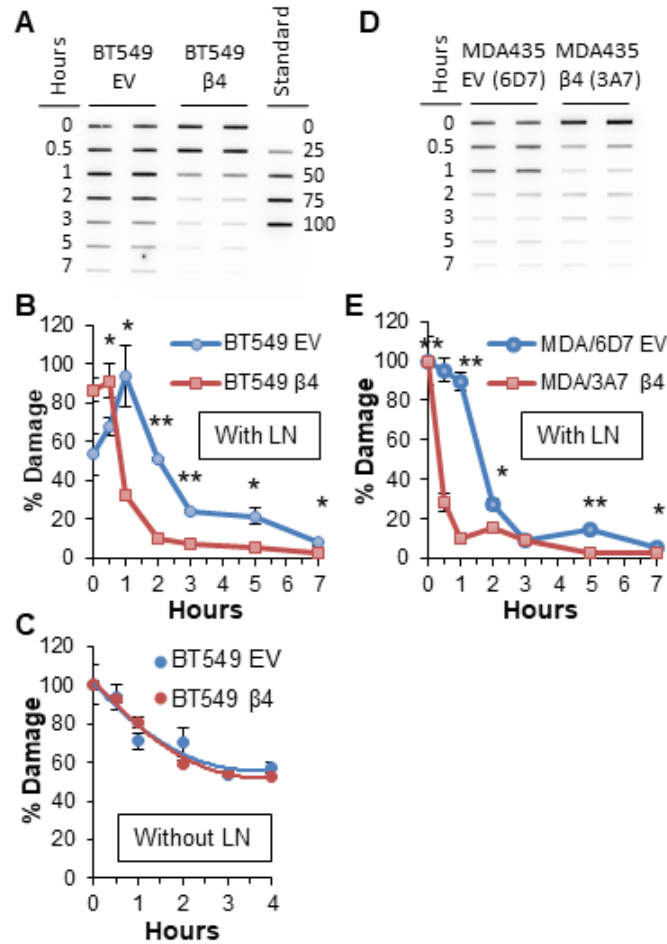 A
Hours
BT549
EV
BT549
β4
Standard
0
0.5
1
2
3
5
7
0
25
50
75
100
D
Hours
MDA435
EV (6D7)
MDA435
β4 (3A7)
0
0.5
1
2
3
5
7
B
% Damage
120
100
80
60
40
20
0
* *
**
**
*
*
BT549 EV
BT549 β4
With LN
0 1 2 3 4 5 6 7
Hours
E
% Damage
120
100
80
60
40
20
0
**
**
*
**
*
MDA/6D7 EV
MDA/3A7 β4
With LN
0 1 2 3 4 5 6 7
Hours
C
% Damage
120
100
80
60
40
20
0
BT549 EV
BT549 β4
Without LN
0 1 2 3 4
Hours